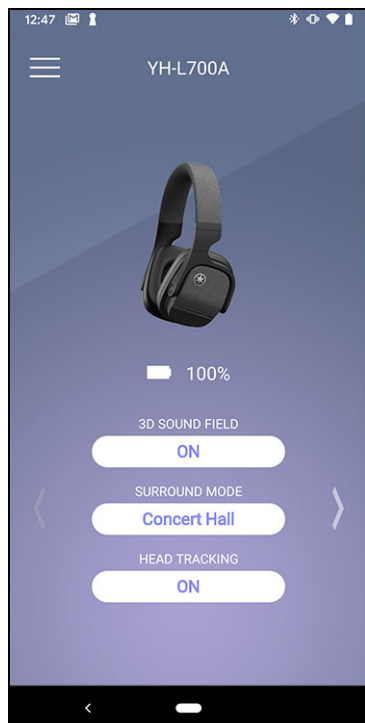 12:47
YH-L700A
100%
3D SOUND FIELD
ON
SURROUND MODE
Concert Hall
HEAD TRACKING
ON